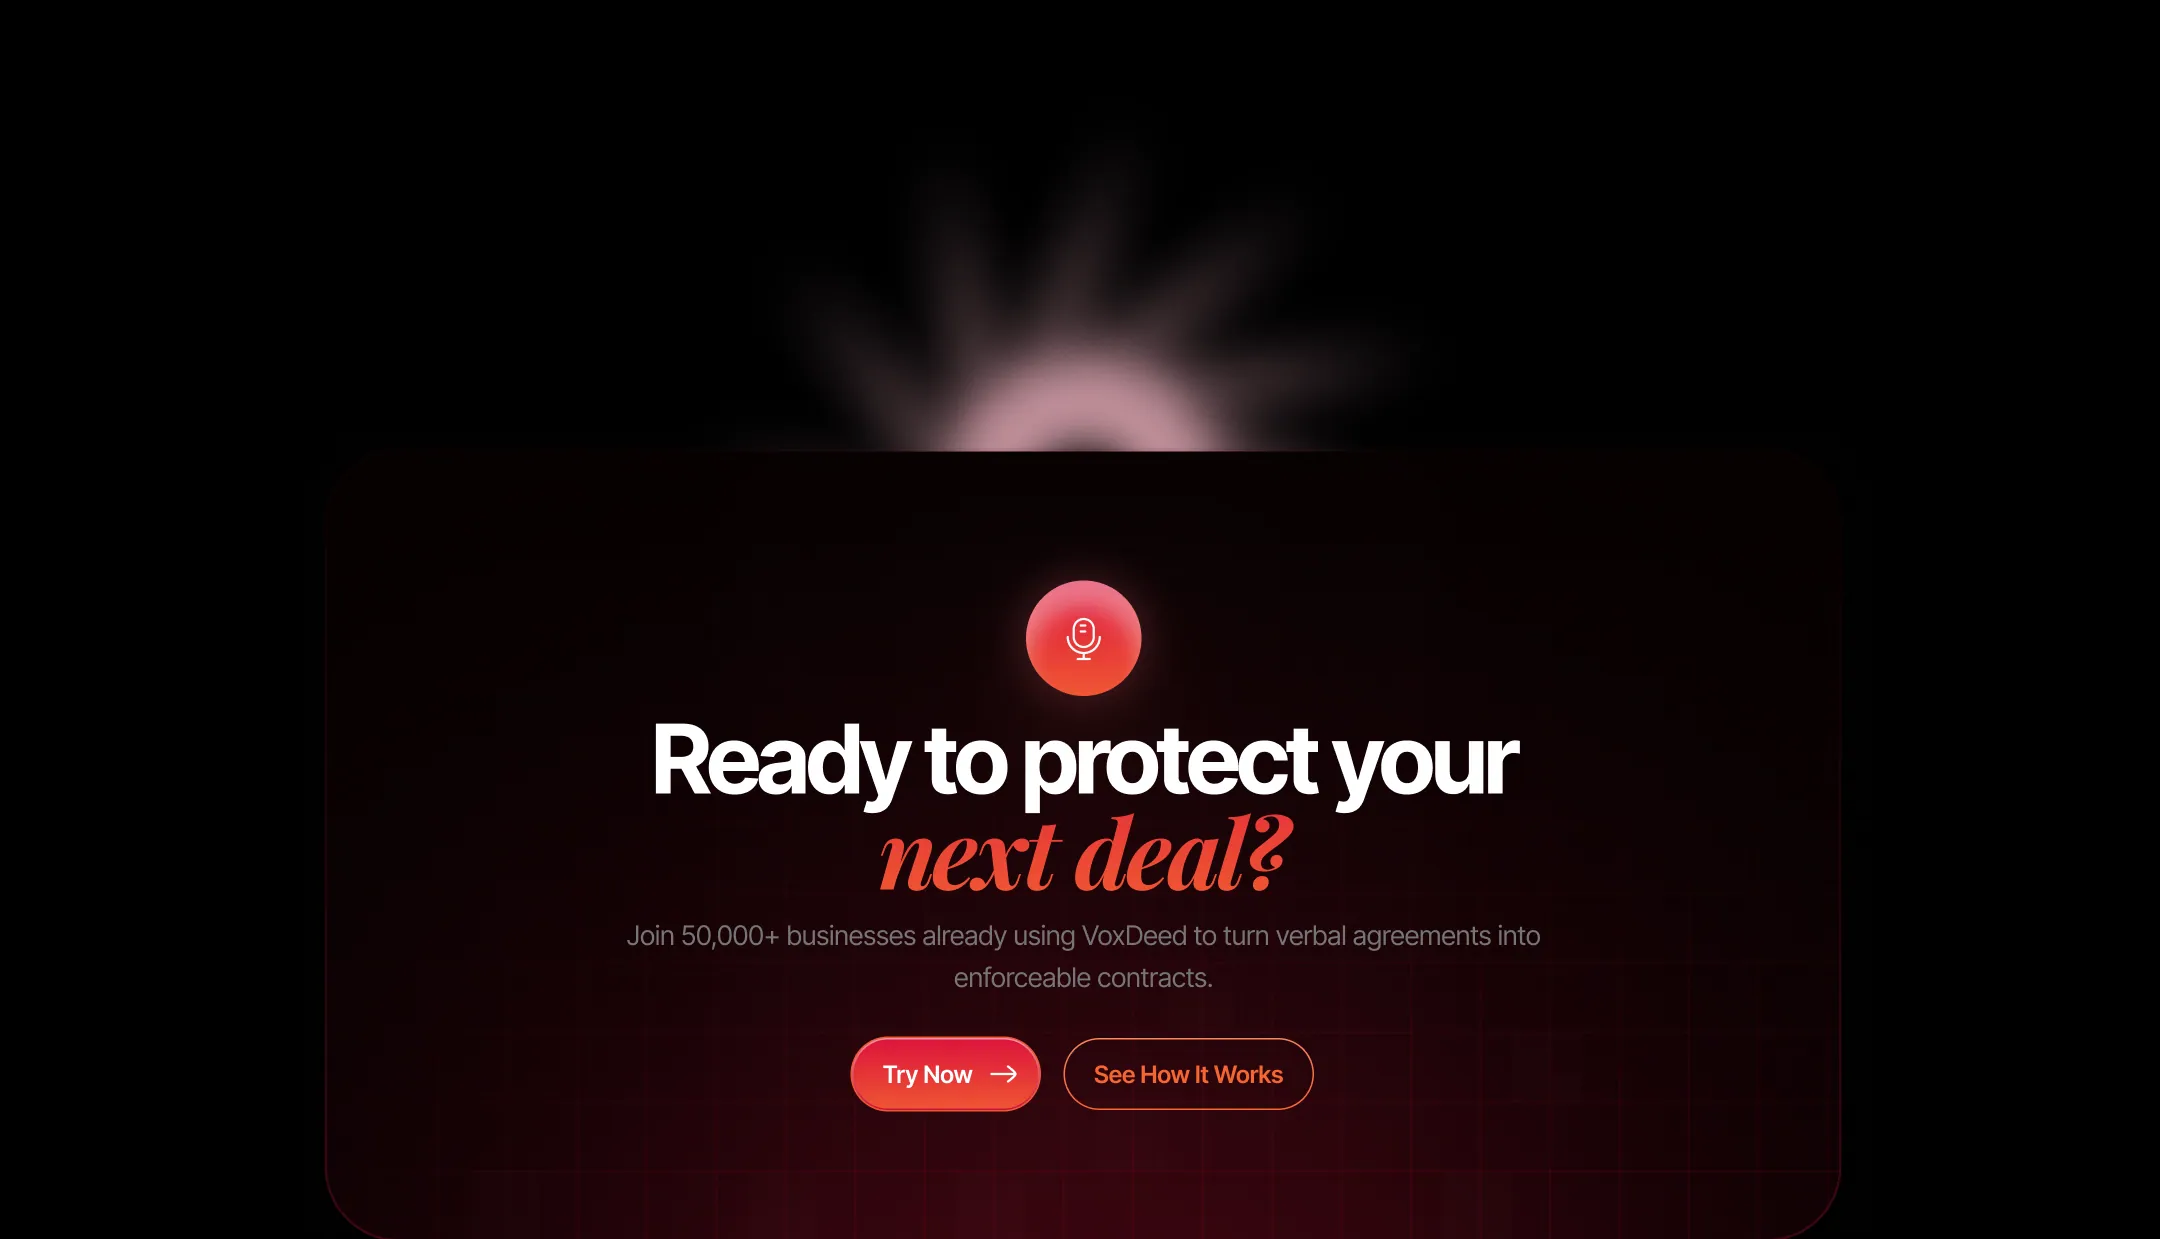 Ready to protect your
next deal?
Join 50,000+ businesses already using VoxDeed to turn verbal agreements into
enforceable contracts.
Try Now
See How It Works